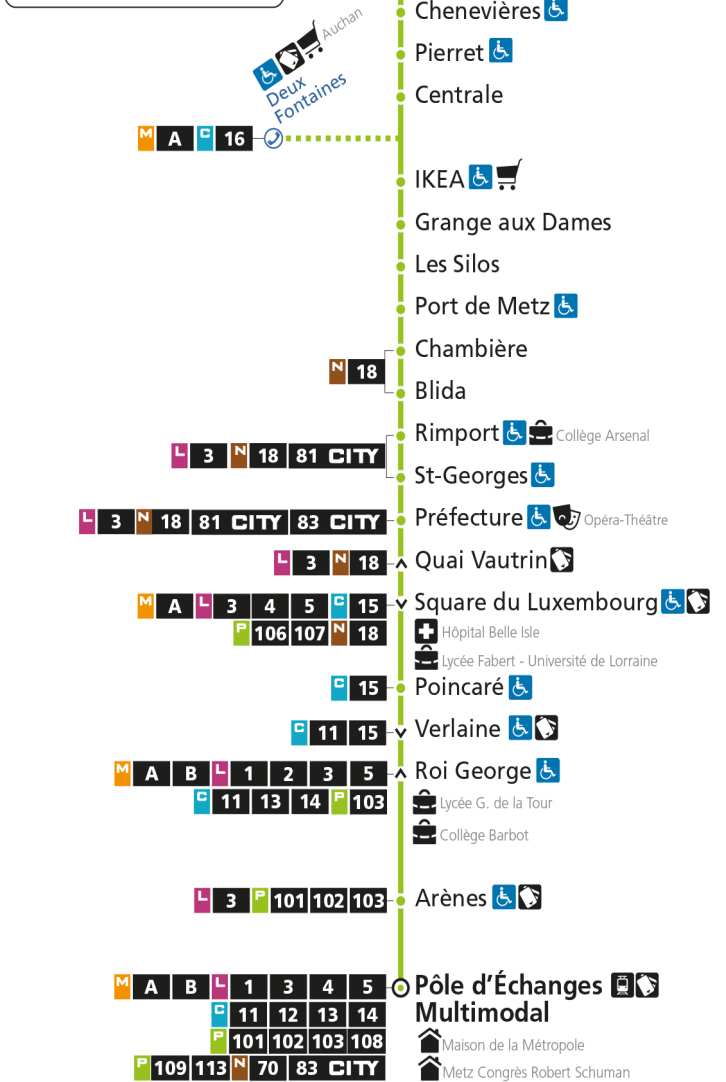 Chenevières
Auchan
Pierret
Deux
Fontaines
Centrale
M A C 16
IKEA
Grange aux Dames
Les Silos
Port de Metz
Chambière
N 18
Blida
Rimport Collège Arsenal
L 3 N 18 81 CITY
St-Georges
L 3 N 18 81 CITY 83 CITY Préfecture Opéra-Théâtre
L 3 N 18 Quai Vautrin
M A L 3 4 5 C 15 Square du Luxembourg
P 106 107 N 18 Hôpital Belle Isle
Lycée Fabert - Université de Lorraine
C 15 Poincaré
C 11 15 Verlaine
M A B L 1 2 3 5 Roi George
C 11 13 14 P 103 Lycée G. de la Tour
Collège Barbot
L 3 P 101 102 103 Arènes
M A B L 1 3 4 5 Pôle d’Échanges
C 11 12 13 14 Multimodal
P 101 102 103 108 Maison de la Métropole
P 109 113 N 70 83 CITY Metz Congrès Robert Schuman